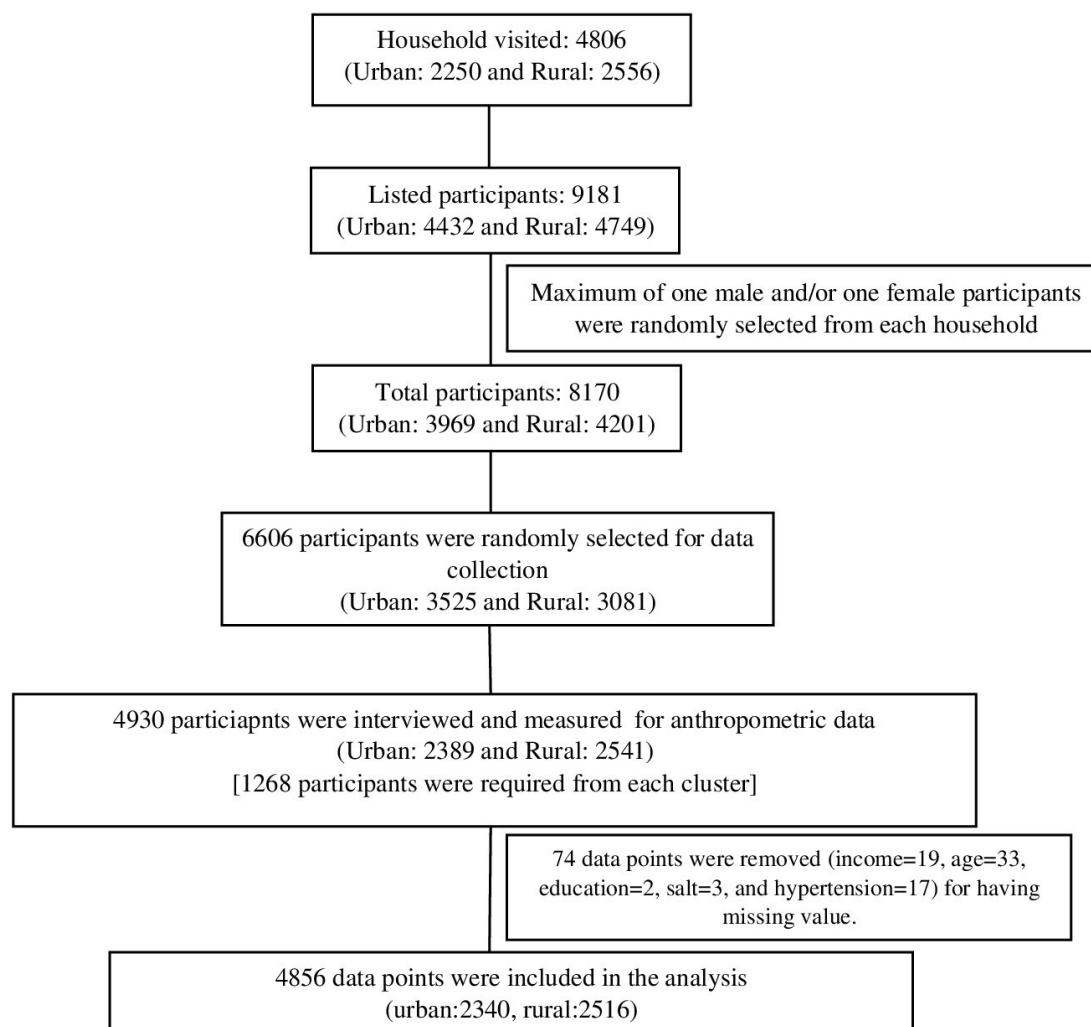 Household visited: 4806
(Urban: 2250 and Rural: 2556)
Listed participants: 9181
(Urban: 4432 and Rural: 4749)
Maximum of one male and/or one female participants
were randomly selected from each household
Total participants: 8170
(Urban: 3969 and Rural: 4201)
6606 participants were randomly selected for data
collection
(Urban: 3525 and Rural: 3081)
4930 particiapnts were interviewed and measured for anthropometric data
(Urban: 2389 and Rural: 2541)
[1268 participants were required from each cluster]
74 data points were removed (income=19, age=33,
education=2, salt=3, and hypertension=17) for having
missing value.
4856 data points were included in the analysis
(urban:2340, rural:2516)